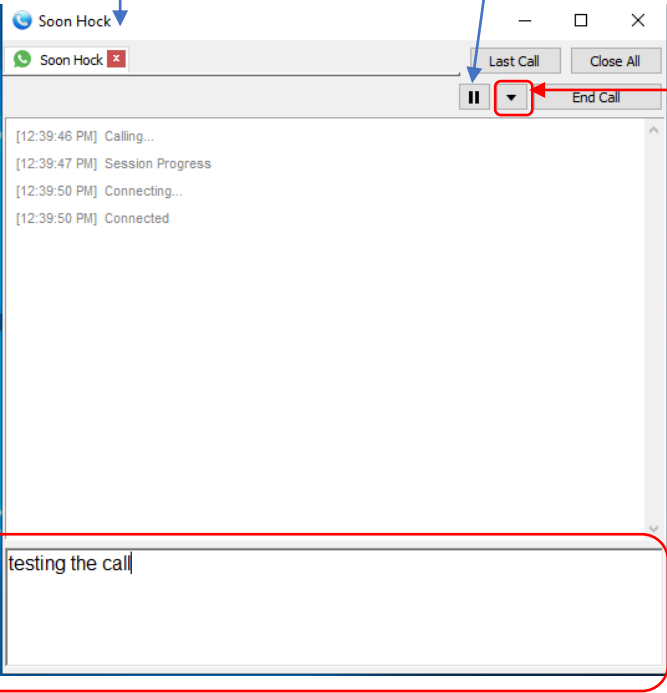 Soon Hock
Soon Hock
Last Call
Close All
End Call
[12:39:46 PM] Calling...
[12:39:47 PM] Session Progress
[12:39:50 PM] Connecting...
[12:39:50 PM] Connected
testing the call